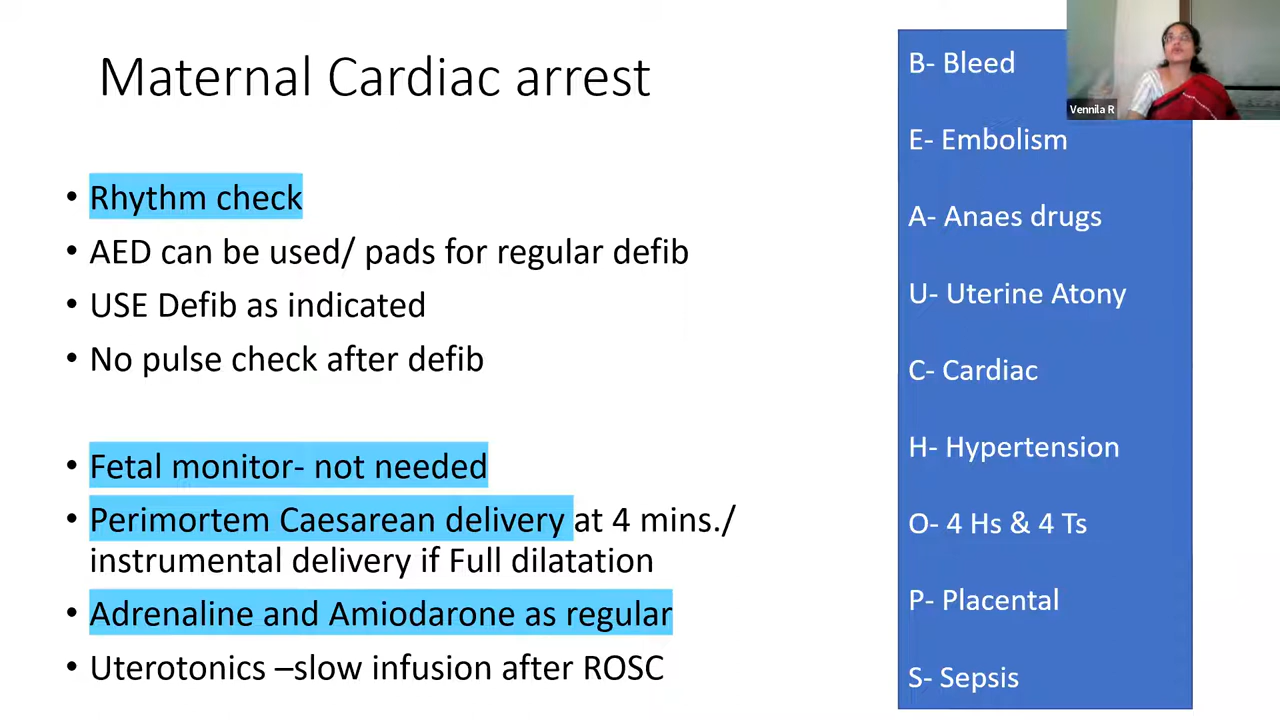 Maternal Cardiac arrest
• Rhythm check
• AED can be used/ pads for regular defib
• USE Defib as indicated
• No pulse check after defib
• Fetal monitor- not needed
• Perimortem Caesarean delivery at 4 mins./
instrumental delivery if Full dilatation
• Adrenaline and Amiodarone as regular
• Uterotonics –slow infusion after ROSC
B- Bleed
E- Embolism
A- Anaes drugs
U- Uterine Atony
C- Cardiac
H- Hypertension
O- 4 Hs & 4 Ts
P- Placental
S- Sepsis
Vennila R